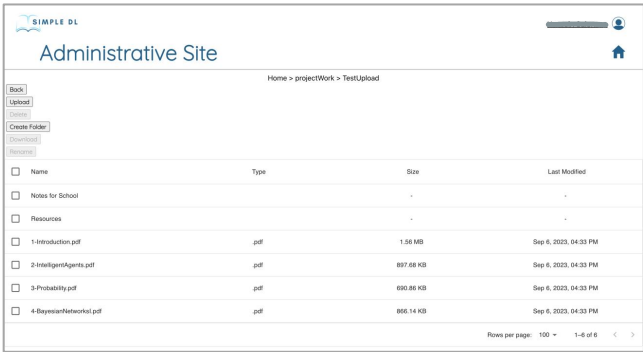 SIMPLE DL
Administrative Site
Home > projectWork > TestUpload
Back
Upload
Delete
Create Folder
Download
Rename
Name Type Size Last Modified
Notes for School - -
Resources - -
1-Introduction.pdf .pdf 1.56 MB Sep 6, 2023, 04:33 PM
2-IntelligentAgents.pdf .pdf 897.68 KB Sep 6, 2023, 04:33 PM
3-Probability.pdf .pdf 690.86 KB Sep 6, 2023, 04:33 PM
4-BayesianNetworksI.pdf .pdf 866.14 KB Sep 6, 2023, 04:33 PM
Rows per page: 100 1–6 of 6